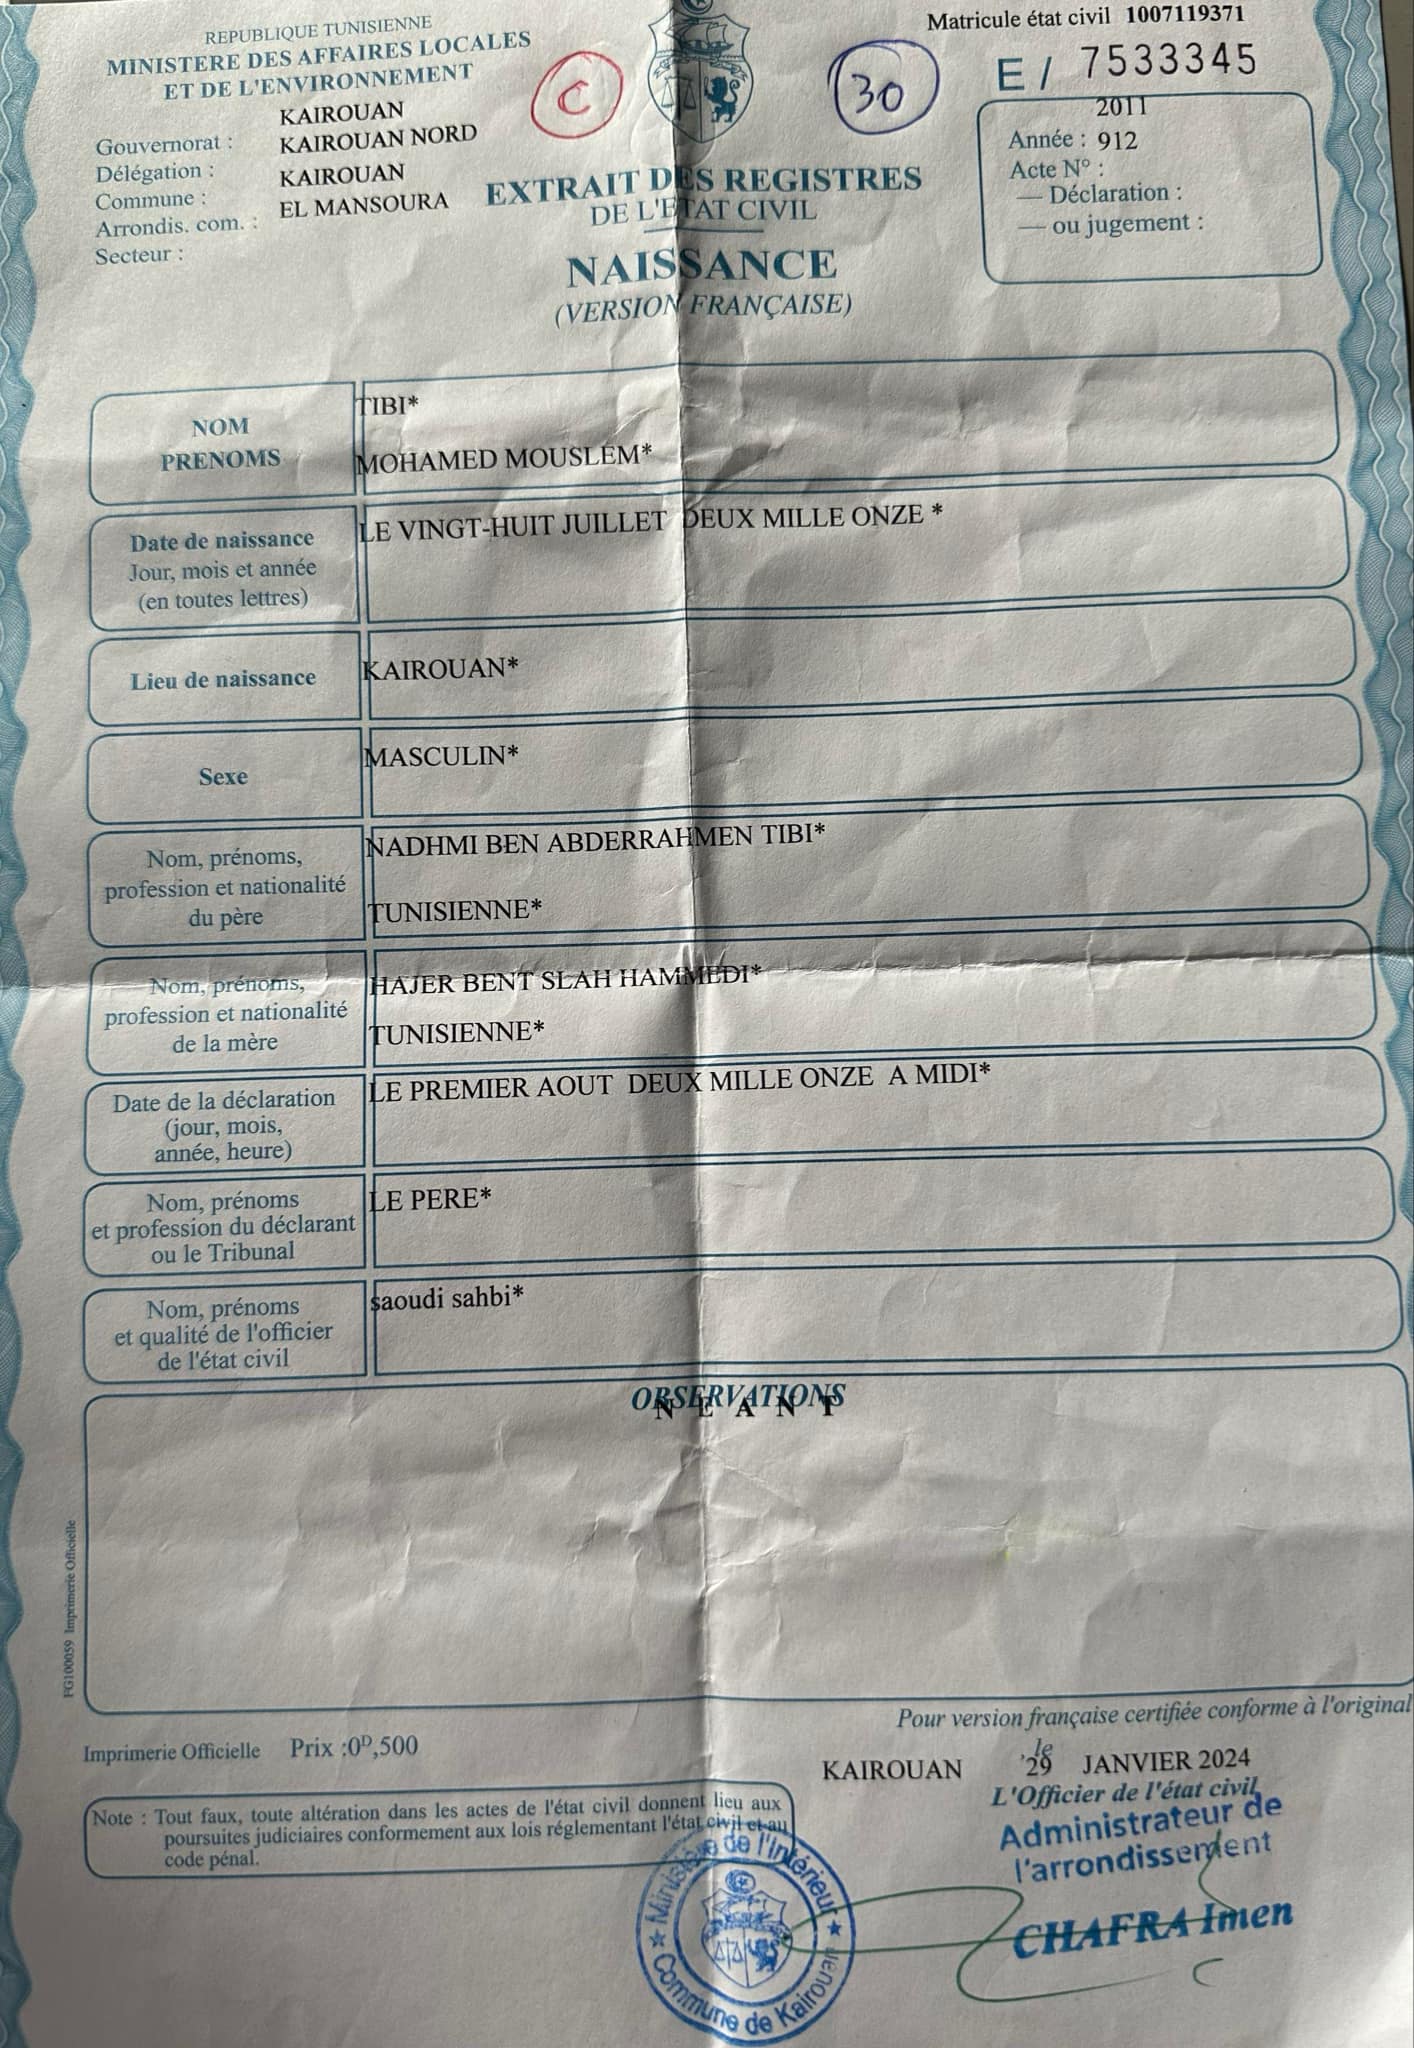 REPUBLIQUE TUNISIENNE
MINISTERE DES AFFAIRES LOCALES
ET DE L'ENVIRONNEMENT
Gouvernorat : KAIROUAN
Délégation : KAIROUAN NORD
Commune : KAIROUAN
Arrondis. com. : EL MANSOURA
Secteur :
C
30
Matricule état civil 1007119371
E / 7533345
2011
Année : 912
Acte N° :
— Déclaration :
— ou jugement :
EXTRAIT DES REGISTRES
DE L'ETAT CIVIL
NAISSANCE
(VERSION FRANÇAISE)
NOM
PRENOMS
TIBI*
MOHAMED MOUSLEM*
Date de naissance
Jour, mois et année
(en toutes lettres)
LE VINGT-HUIT JUILLET DEUX MILLE ONZE *
Lieu de naissance
KAIROUAN*
Sexe
MASCULIN*
Nom, prénoms,
profession et nationalité
du père
NADHMI BEN ABDERRAHMEN TIBI*
TUNISIENNE*
Nom, prénoms,
profession et nationalité
de la mère
HAJER BENT SLAH HAMMEDI*
TUNISIENNE*
Date de la déclaration
(jour, mois,
année, heure)
LE PREMIER AOUT DEUX MILLE ONZE A MIDI*
Nom, prénoms
et profession du déclarant
ou le Tribunal
LE PERE*
Nom, prénoms
et qualité de l'officier
de l'état civil
saoudi sahbi*
OBSERVATIONS
N E A N T
FG100059 Imprimerie Officielle
Pour version française certifiée conforme à l'original
Imprimerie Officielle Prix :0D,500
KAIROUAN le '29 JANVIER 2024
L'Officier de l'état civil
Administrateur de
l'arrondissement
CHAFRA Imen
Note : Tout faux, toute altération dans les actes de l'état civil donnent lieu aux
poursuites judiciaires conformement aux lois réglementant l'état civil et au
code pénal.
Ministère de l'Intérieur
Commune de Kairouan